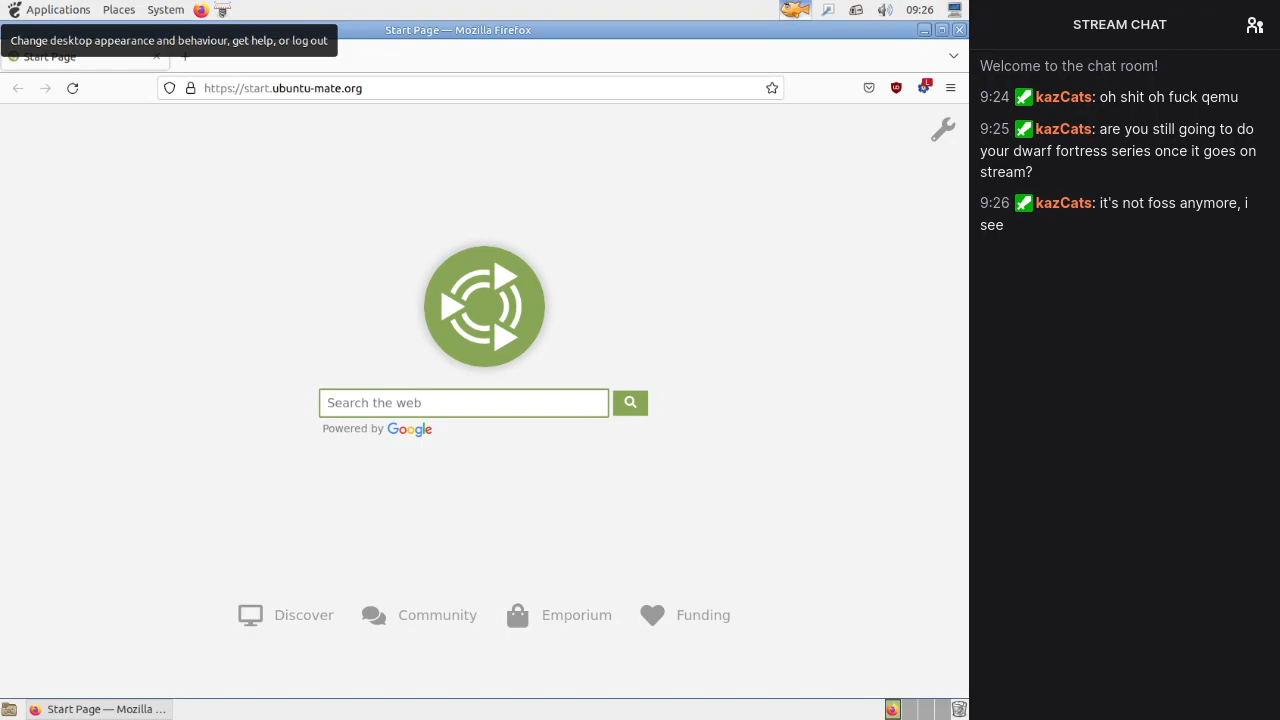 Applications Places System 09:26
Start Page — Mozilla Firefox
Change desktop appearance and behaviour, get help, or log out
Start Page
https://start.ubuntu-mate.org
Search the web
Powered by Google
Discover Community Emporium Funding
Start Page — Mozilla ...
STREAM CHAT
Welcome to the chat room!
9:24 kazCats: oh shit oh fuck qemu
9:25 kazCats: are you still going to do
your dwarf fortress series once it goes on
stream?
9:26 kazCats: it's not foss anymore, i
see